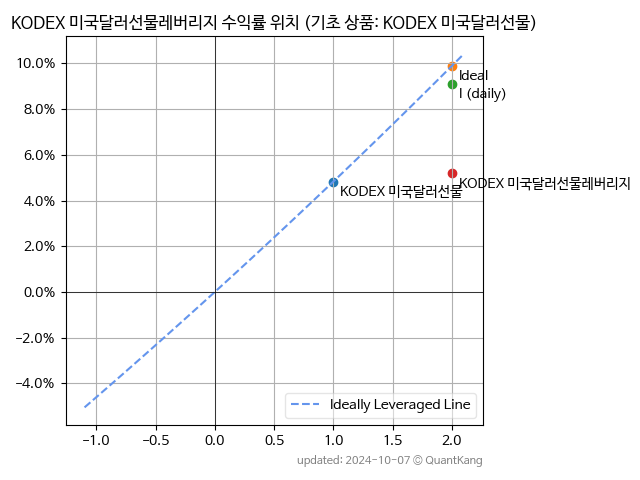 KODEX 미국달러선물레버리지 수익률 위치 (기초 상품: KODEX 미국달러선물)
10.0%
8.0%
6.0%
4.0%
2.0%
0.0%
−2.0%
−4.0%
Ideal
I (daily)
KODEX 미국달러선물레버리지
KODEX 미국달러선물
Ideally Leveraged Line
−1.0 −0.5 0.0 0.5 1.0 1.5 2.0
updated: 2024-10-07 © QuantKang